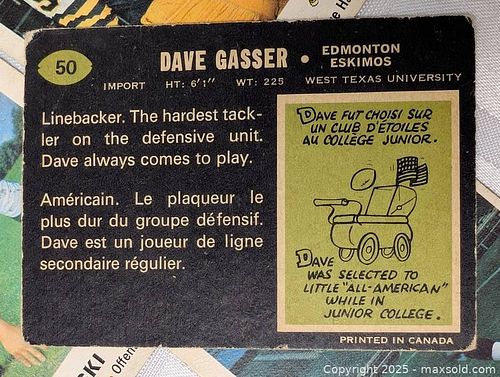 50
DAVE GASSER • EDMONTON
ESKIMOS
IMPORT HT: 6'1" WT: 225 WEST TEXAS UNIVERSITY
Linebacker. The hardest tack-
ler on the defensive unit.
Dave always comes to play.
Américain. Le plaqueur le
plus dur du groupe défensif.
Dave est un joueur de ligne
secondaire régulier.
DAVE FUT CHOISI SUR
UN CLUB D'ÉTOILES
AU COLLÈGE JUNIOR.
DAVE
WAS SELECTED TO
LITTLE "ALL-AMERICAN"
WHILE IN
JUNIOR COLLEGE.
PRINTED IN CANADA
SKI
Offen
Copyright © 2025 - maxsold.com